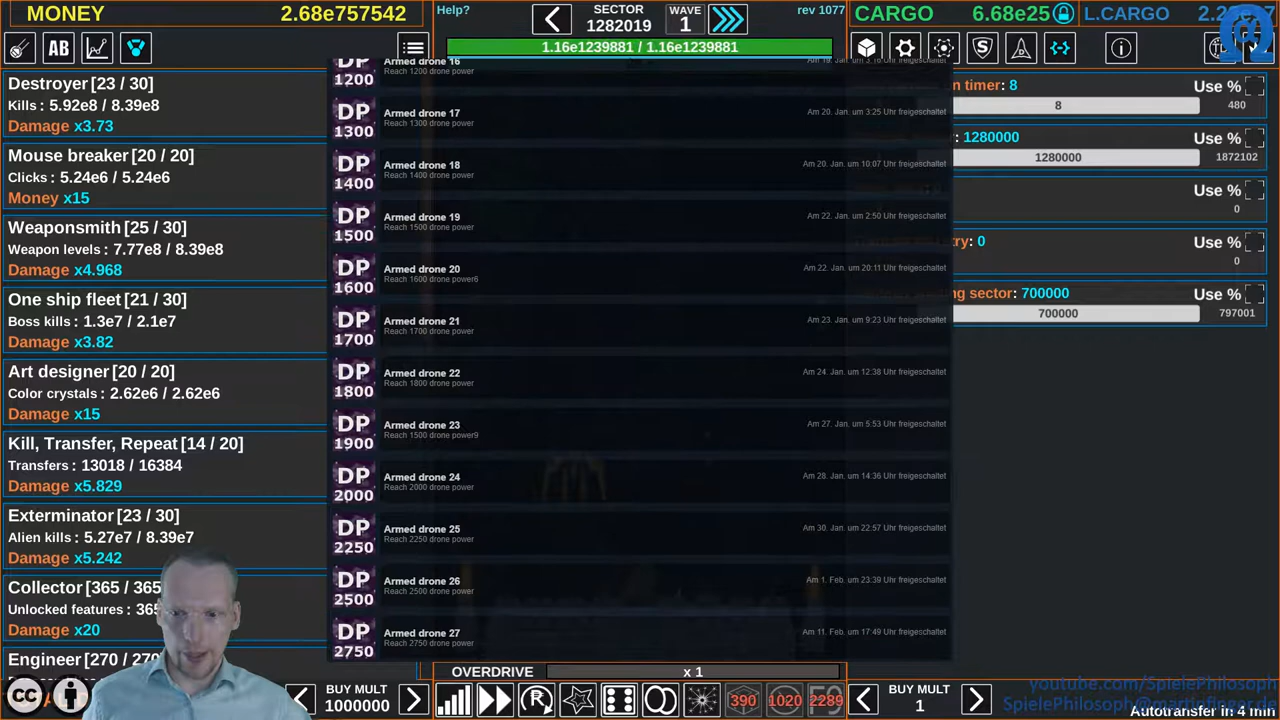 MONEY 2.68e757542
Help?
SECTOR
1282019
WAVE
1
rev 1077
CARGO 6.68e25
L.CARGO
AB
1.16e1239881 / 1.16e1239881
Destroyer [23 / 30]
Kills : 5.92e8 / 8.39e8
Damage x3.73
Mouse breaker [20 / 20]
Clicks : 5.24e6 / 5.24e6
Money x15
Weaponsmith [25 / 30]
Weapon levels : 7.77e8 / 8.39e8
Damage x4.968
One ship fleet [21 / 30]
Boss kills : 1.3e7 / 2.1e7
Damage x3.82
Art designer [20 / 20]
Color crystals : 2.62e6 / 2.62e6
Damage x15
Kill, Transfer, Repeat [14 / 20]
Transfers : 13018 / 16384
Damage x5.829
Exterminator [23 / 30]
Alien kills : 5.27e7 / 8.39e7
Damage x5.242
Collector [365 / 365
Unlocked features : 365
Damage x20
Engineer [270 / 270
DP
1200
Armed drone 16
Reach 1200 drone power
DP
1300
Armed drone 17
Reach 1300 drone power
Am 20. Jan. um 3:25 Uhr freigeschaltet
DP
1400
Armed drone 18
Reach 1400 drone power
Am 20. Jan. um 10:07 Uhr freigeschaltet
DP
1500
Armed drone 19
Reach 1500 drone power
Am 22. Jan. um 2:50 Uhr freigeschaltet
DP
1600
Armed drone 20
Reach 1600 drone power6
Am 22. Jan. um 20:11 Uhr freigeschaltet
DP
1700
Armed drone 21
Reach 1700 drone power
Am 23. Jan. um 9:23 Uhr freigeschaltet
DP
1800
Armed drone 22
Reach 1800 drone power
Am 24. Jan. um 12:38 Uhr freigeschaltet
DP
1900
Armed drone 23
Reach 1500 drone power9
Am 27. Jan. um 5:53 Uhr freigeschaltet
DP
2000
Armed drone 24
Reach 2000 drone power
Am 28. Jan. um 14:36 Uhr freigeschaltet
DP
2250
Armed drone 25
Reach 2250 drone power
Am 30. Jan. um 22:57 Uhr freigeschaltet
DP
2500
Armed drone 26
Reach 2500 drone power
Am 1. Feb. um 23:39 Uhr freigeschaltet
DP
2750
Armed drone 27
Reach 2750 drone power
Am 11. Feb. um 17:49 Uhr freigeschaltet
n timer: 8 Use %
8 480
: 1280000 Use %
1280000 1872102
Use %
0
ry: 0 Use %
0
ng sector: 700000 Use %
700000 797001
OVERDRIVE x 1
BUY MULT
1000000
390 1020 2289
BUY MULT
1
youtube.com/SpielePhilosoph
Autotransfer in 4 min
cc